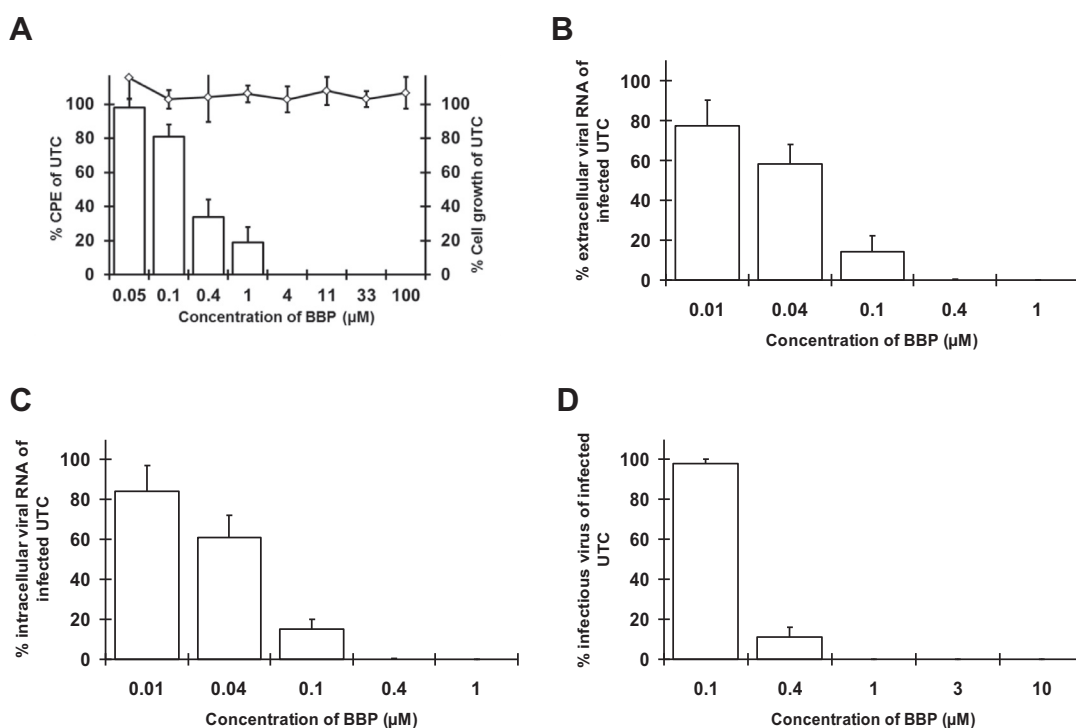 A
% CPE of UTC
100
80
60
40
20
0
% Cell growth of UTC
100
80
60
40
20
0
0.05 0.1 0.4 1 4 11 33 100
Concentration of BBP (µM)
B
% extracellular viral RNA of
infected UTC
100
80
60
40
20
0
0.01 0.04 0.1 0.4 1
Concentration of BBP (µM)
C
% intracellular viral RNA of
infected UTC
100
80
60
40
20
0
0.01 0.04 0.1 0.4 1
Concentration of BBP (µM)
D
% infectious virus of infected
UTC
100
80
60
40
20
0
0.1 0.4 1 3 10
Concentration of BBP (µM)